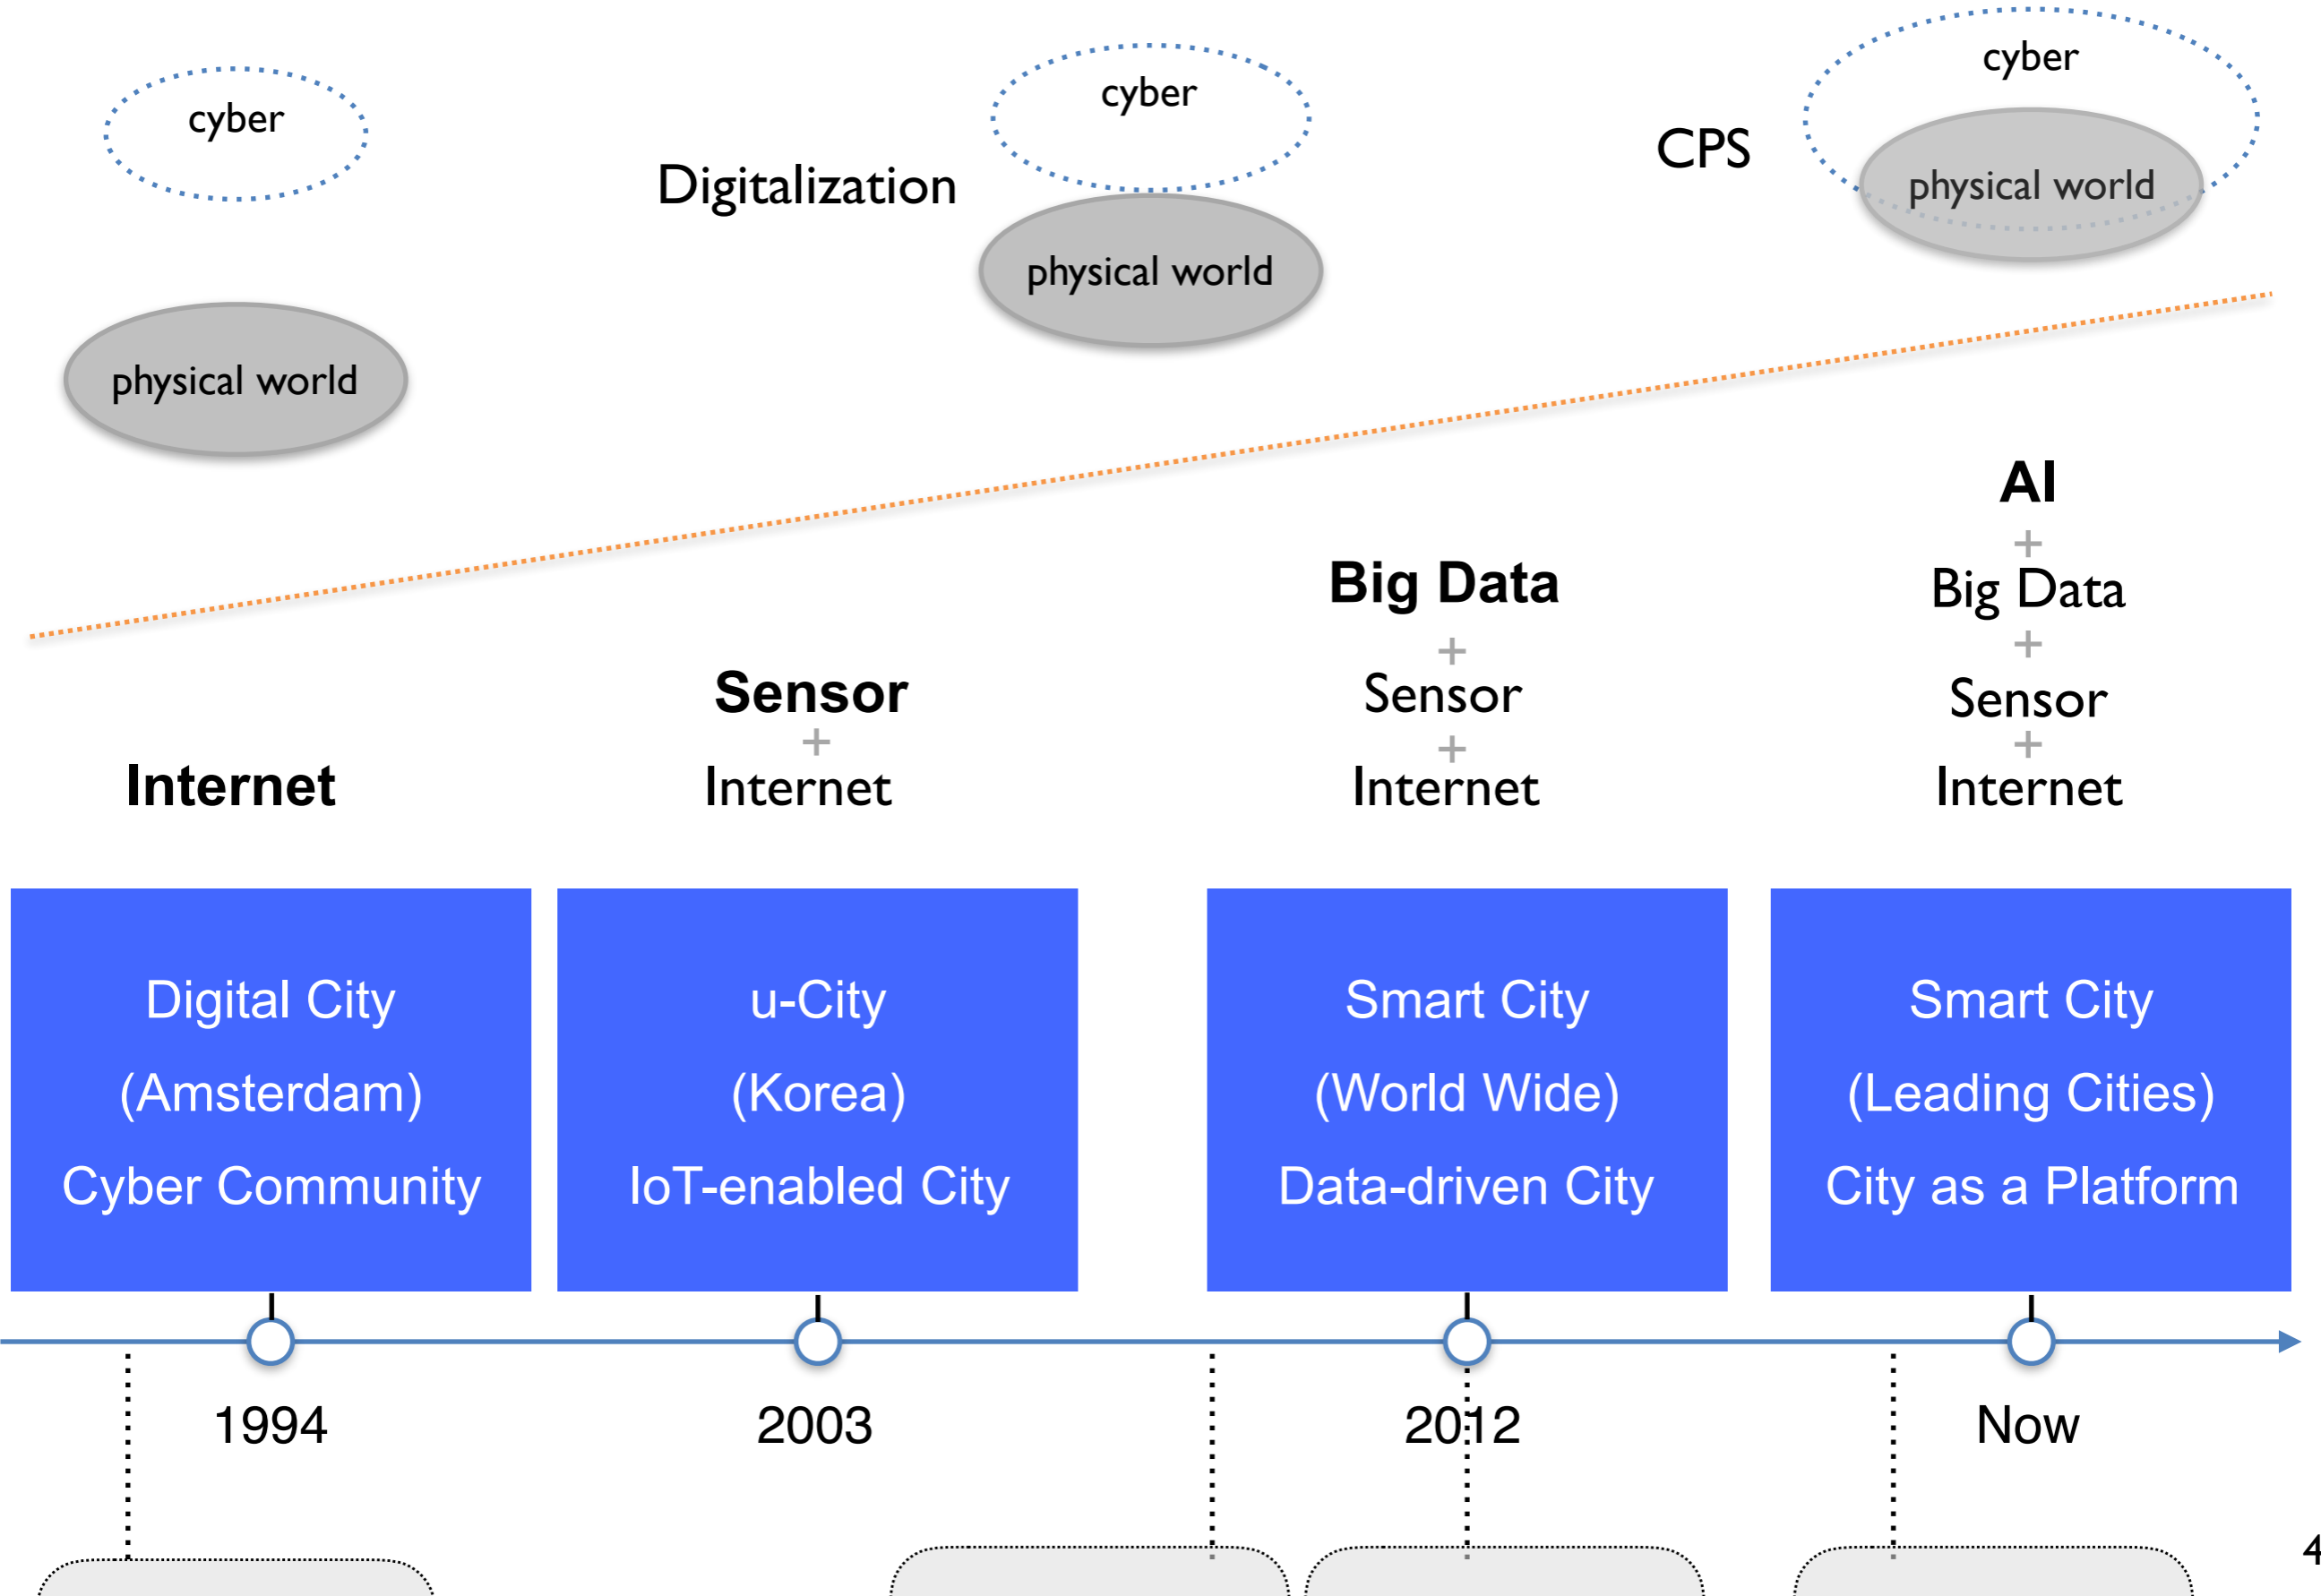 cyber
physical world
Digitalization
cyber
physical world
CPS
cyber
physical world
Internet
Sensor
+
Internet
Big Data
+
Sensor
+
Internet
AI
+
Big Data
+
Sensor
+
Internet
Digital City
(Amsterdam)
Cyber Community
u-City
(Korea)
IoT-enabled City
Smart City
(World Wide)
Data-driven City
Smart City
(Leading Cities)
City as a Platform
1994
2003
2012
Now
4